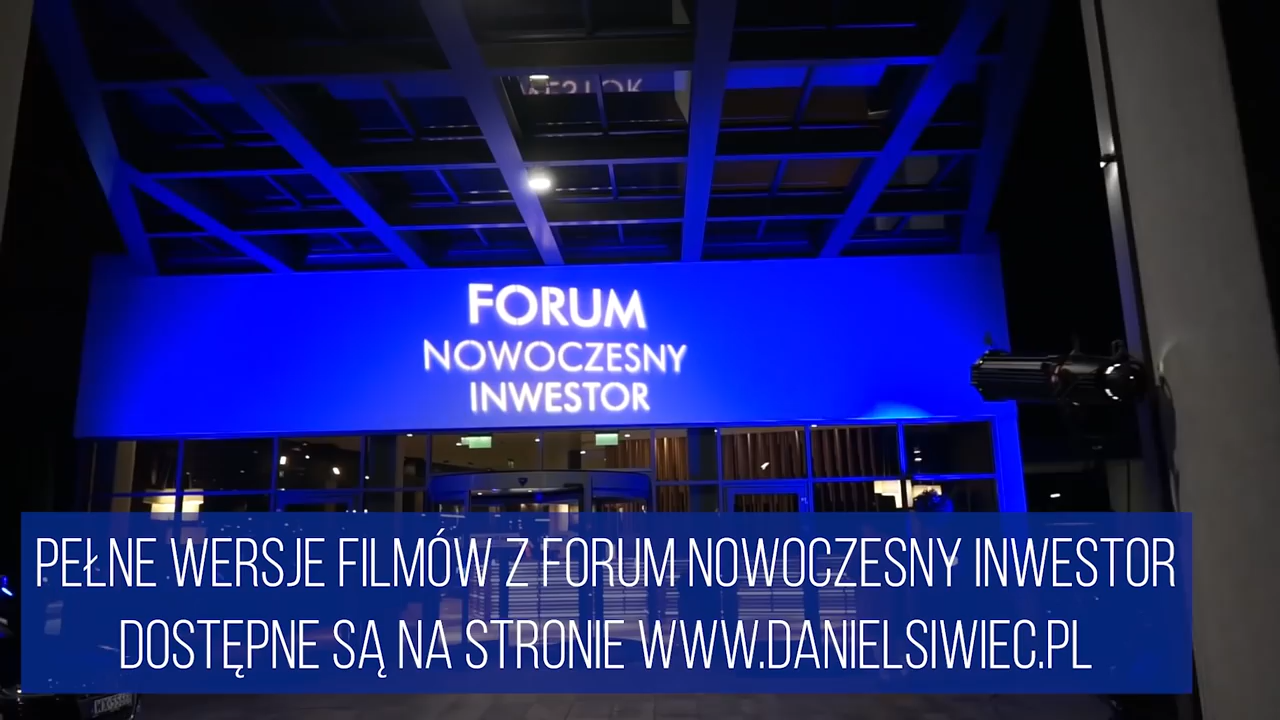 FORUM
NOWOCZESNY
INWESTOR
PEŁNE WERSJE FILMÓW Z FORUM NOWOCZESNY INWESTOR
DOSTĘPNE SĄ NA STRONIE WWW.DANIELSIWIEC.PL